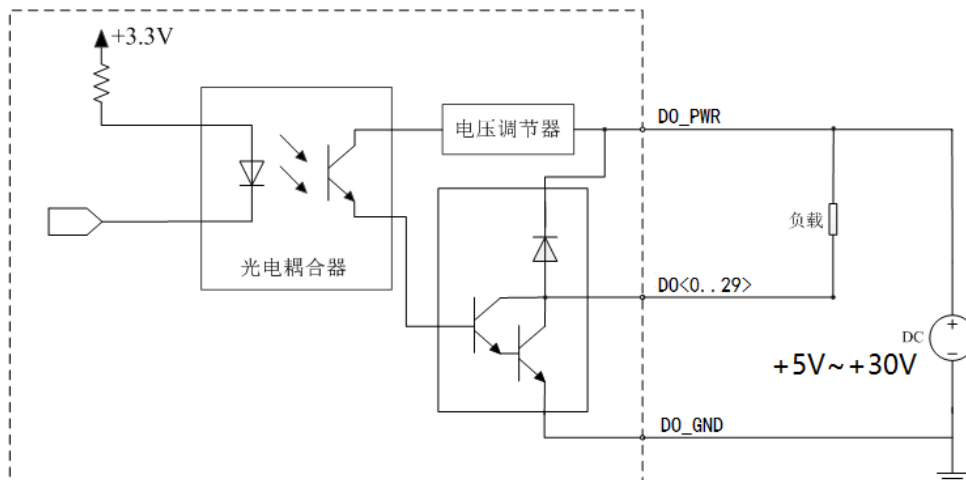 +3.3V
电压调节器
DO_PWR
负载
光电耦合器
DO<0..29>
DC
+
−
+5V~+30V
DO_GND